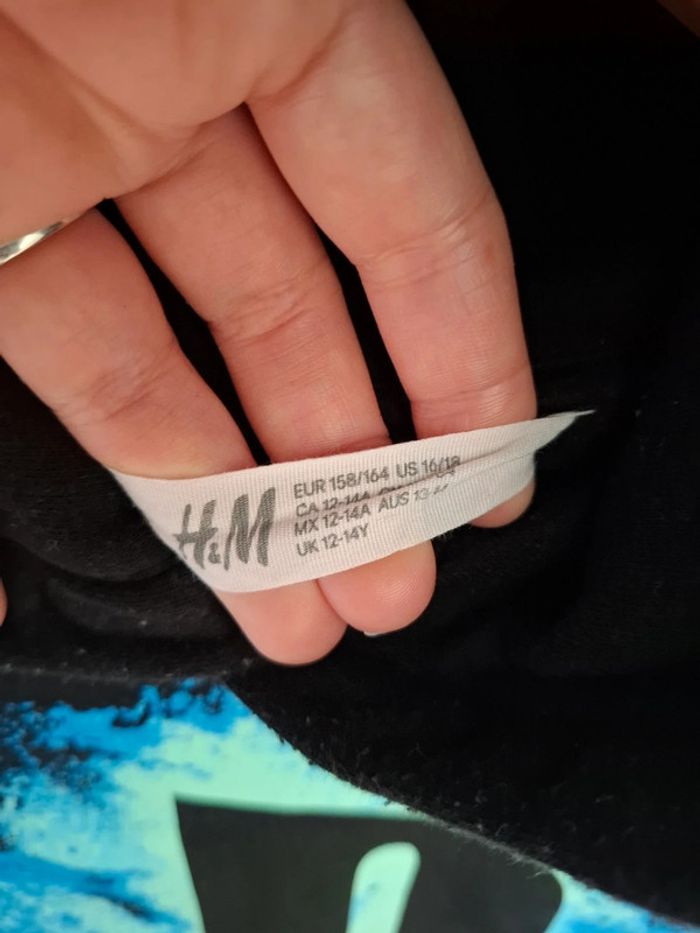 H&M
EUR 158/164 US 16/18
CA 12-14A
MX 12-14A AUS
UK 12-14Y